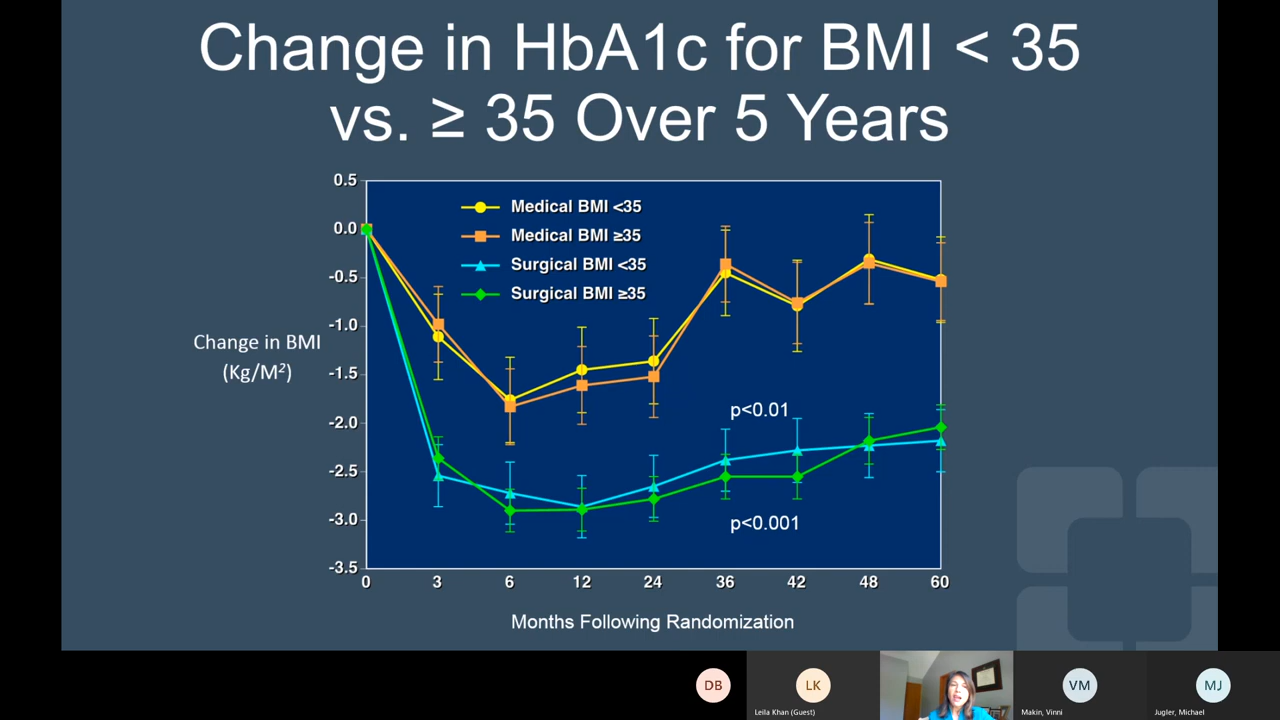 Change in HbA1c for BMI < 35
vs. ≥ 35 Over 5 Years
0.5
0.0
-0.5
-1.0
-1.5
-2.0
-2.5
-3.0
-3.5
Medical BMI <35
Medical BMI ≥35
Surgical BMI <35
Surgical BMI ≥35
Change in BMI
(Kg/M²)
p<0.01
p<0.001
0 3 6 12 24 36 42 48 60
Months Following Randomization
DB
LK
VM
MJ
Leila Khan (Guest)
Makin, Vinni
Jugler, Michael